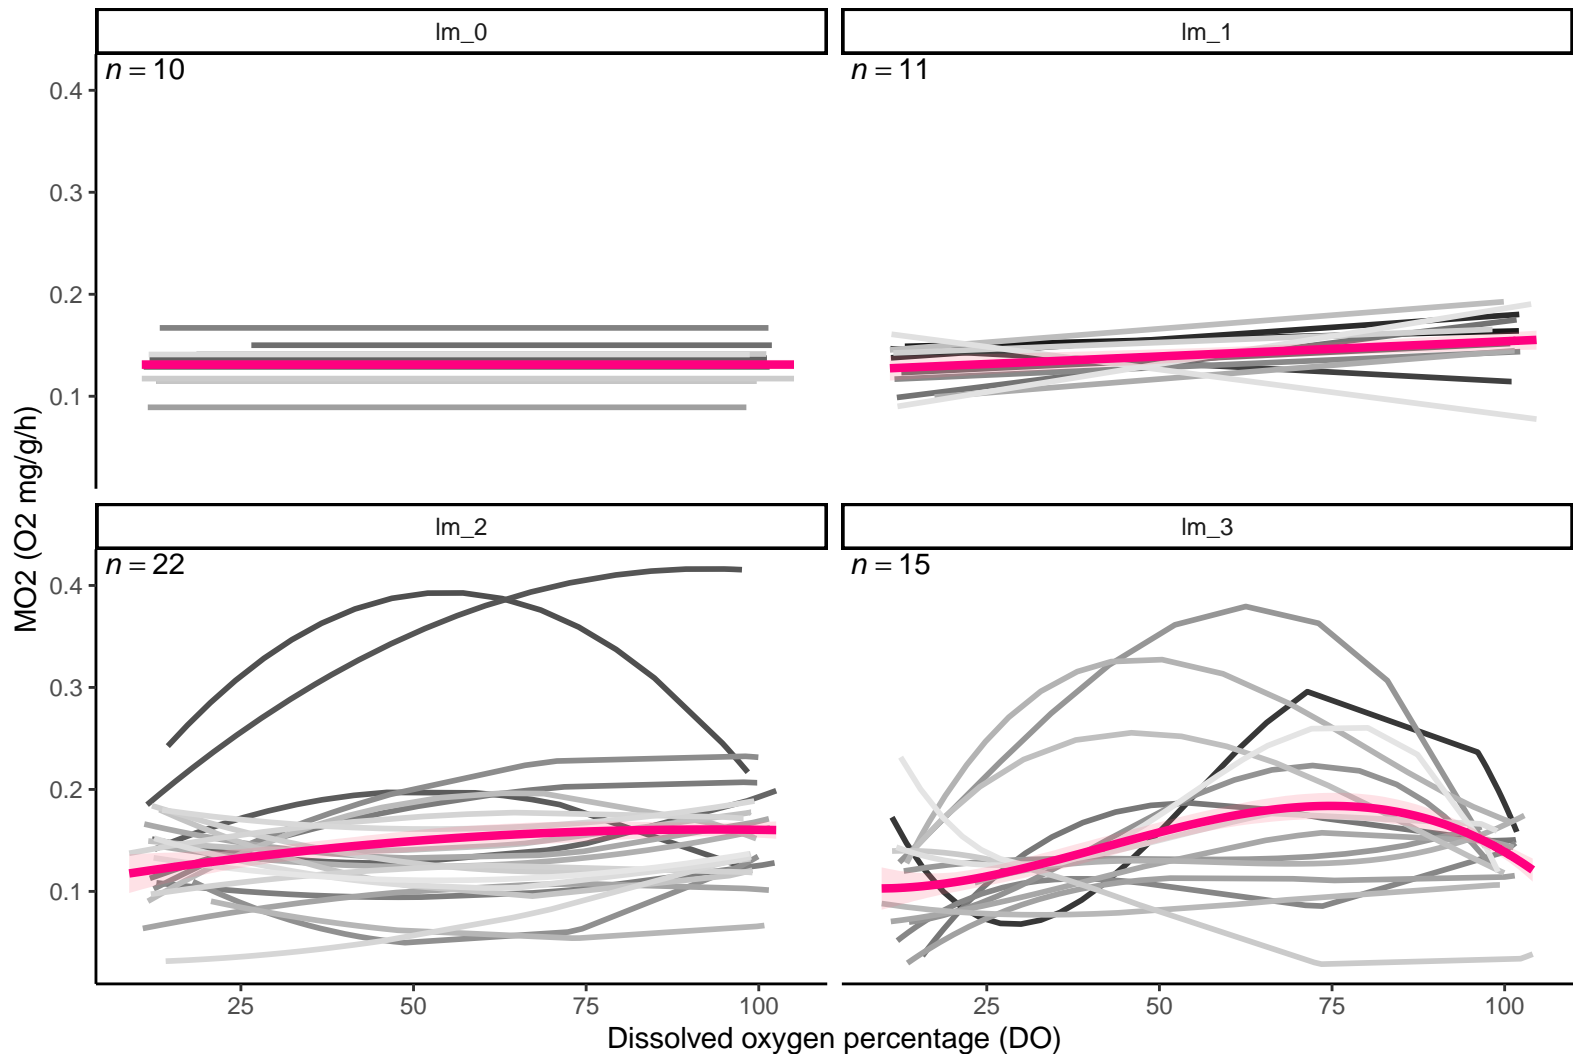 lm_0
lm_1
n = 10
n = 11
0.4
0.3
0.2
0.1
lm_2
lm_3
n = 22
n = 15
0.4
0.3
0.2
0.1
25 50 75 100
25 50 75 100
MO2 (O2 mg/g/h)
Dissolved oxygen percentage (DO)